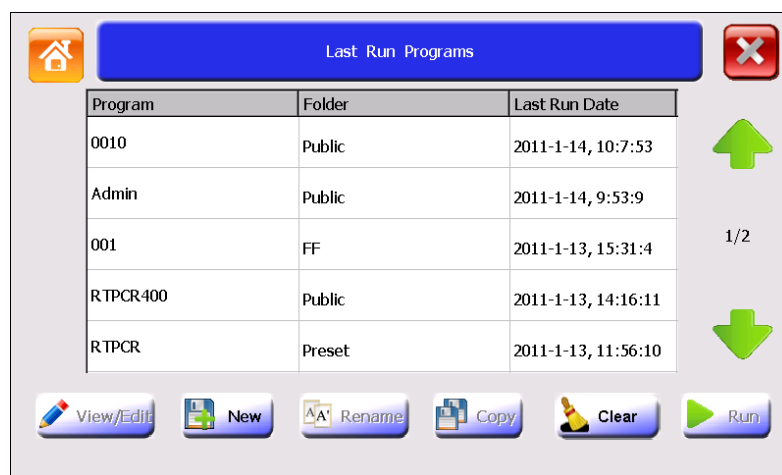 Last Run Programs
Program Folder Last Run Date
0010 Public 2011-1-14, 10:7:53
Admin Public 2011-1-14, 9:53:9
001 FF 2011-1-13, 15:31:4
RTPCR400 Public 2011-1-13, 14:16:11
RTPCR Preset 2011-1-13, 11:56:10
1/2
View/Edit New AA' Rename Copy Clear Run